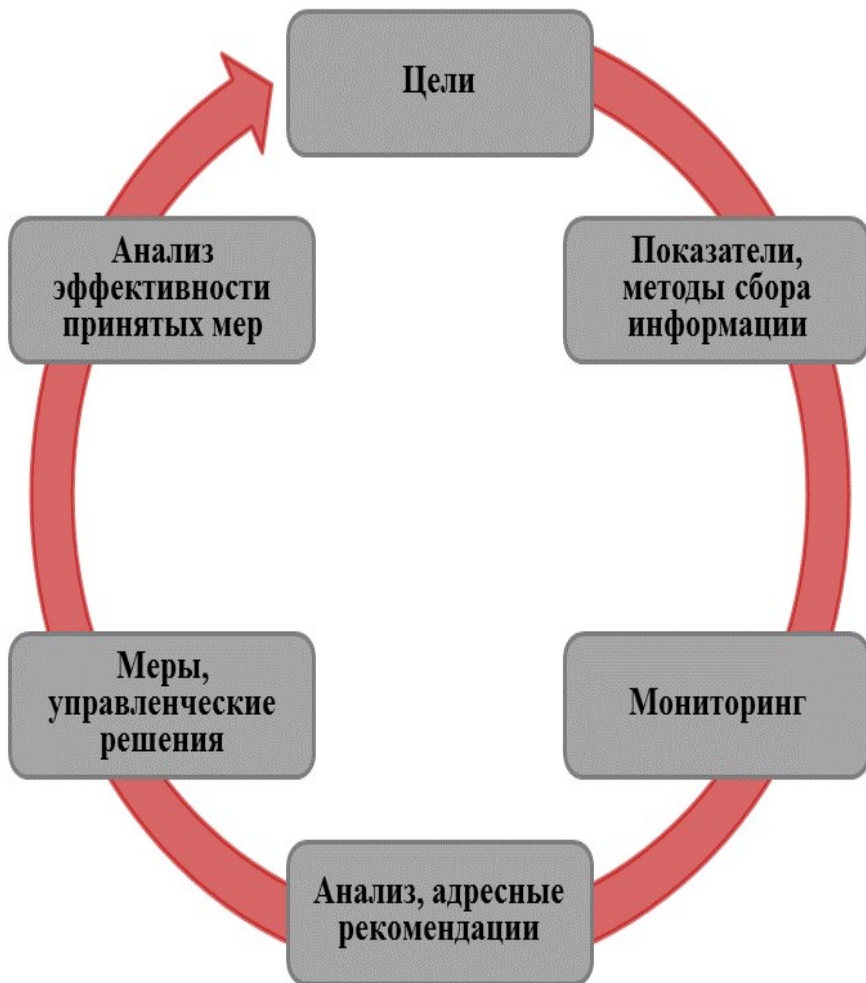 Цели
Показатели,
методы сбора
информации
Мониторинг
Анализ, адресные
рекомендации
Меры,
управленческие
решения
Анализ
эффективности
принятых мер